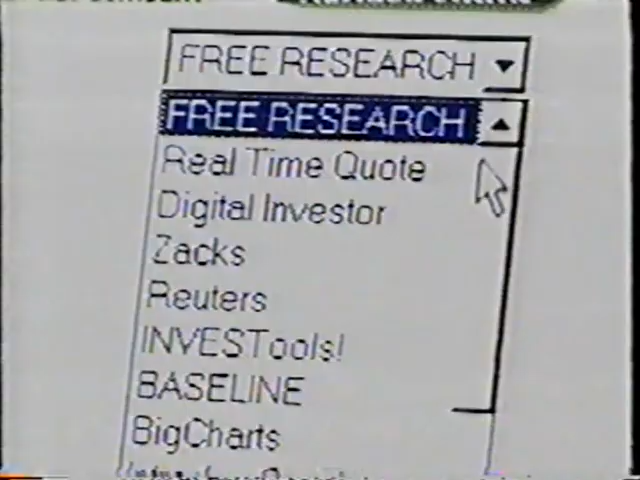 FREE RESEARCH
FREE RESEARCH
Real Time Quote
Digital Investor
Zacks
Reuters
INVESTools!
BASELINE
BigCharts